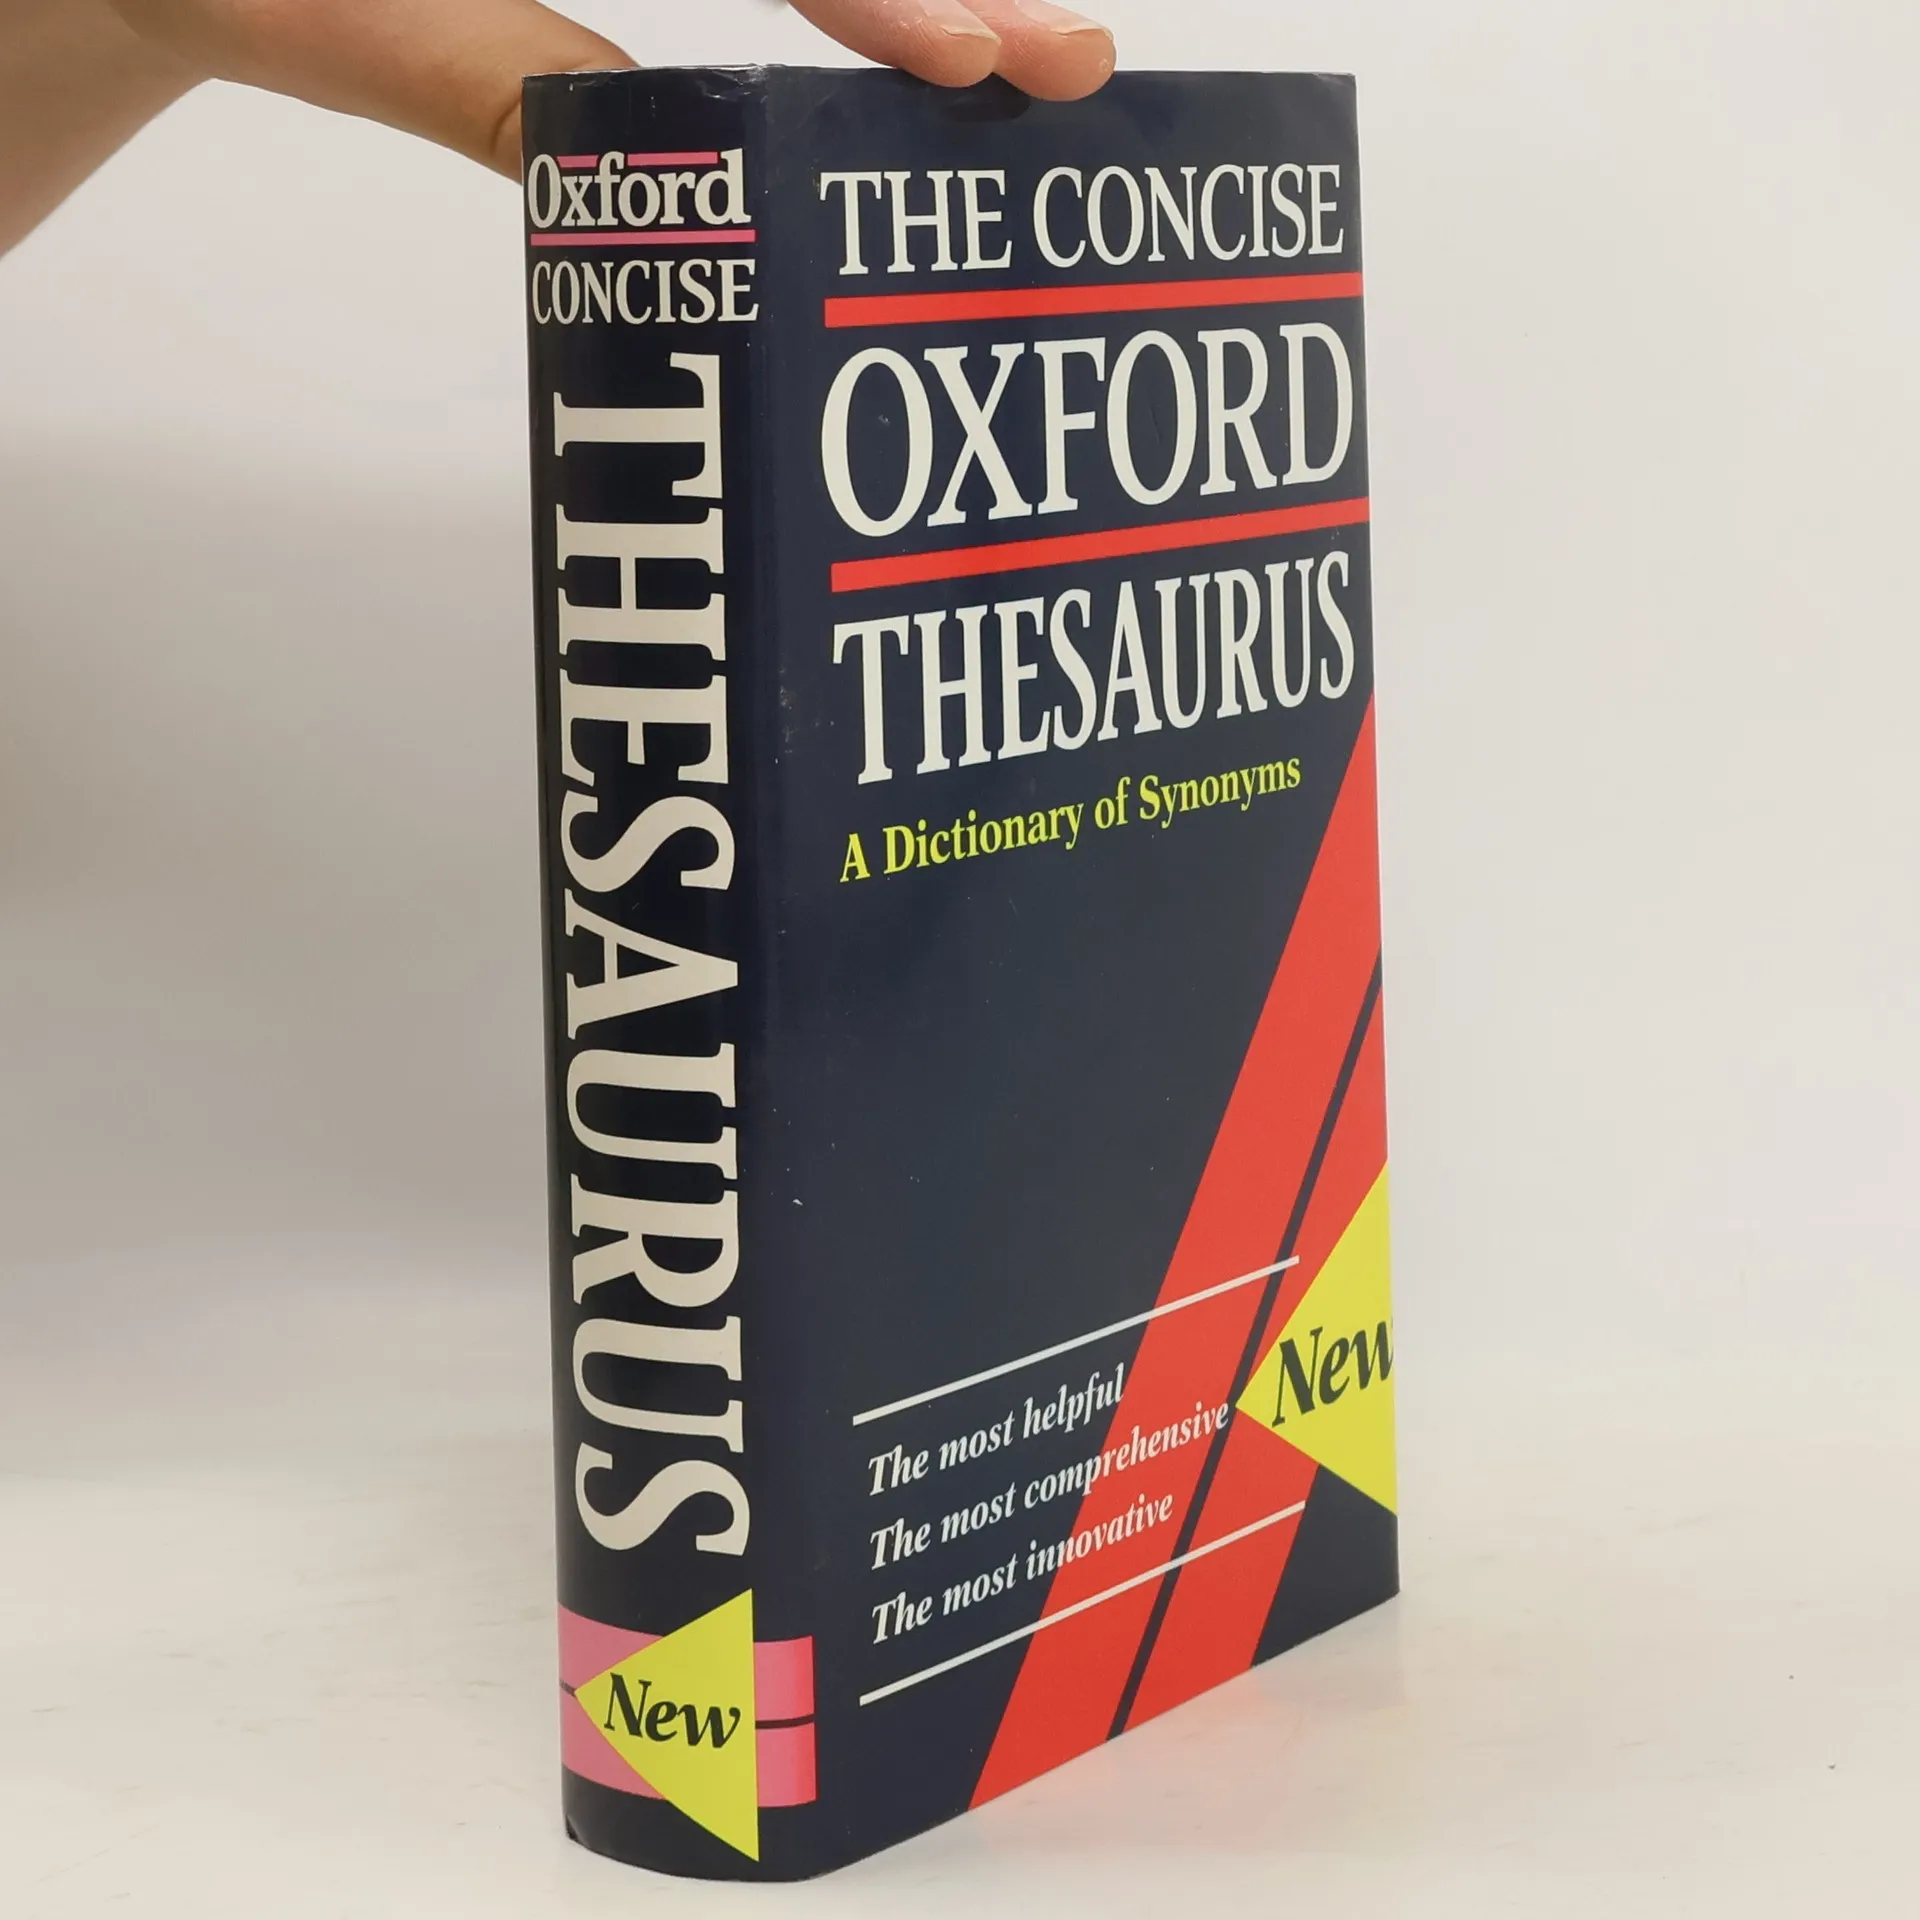 Oxford
CONCISE
THESAURUS
New
THE CONCISE
OXFORD
THESAURUS
A Dictionary of Synonyms
The most helpful
The most comprehensive
The most innovative
New